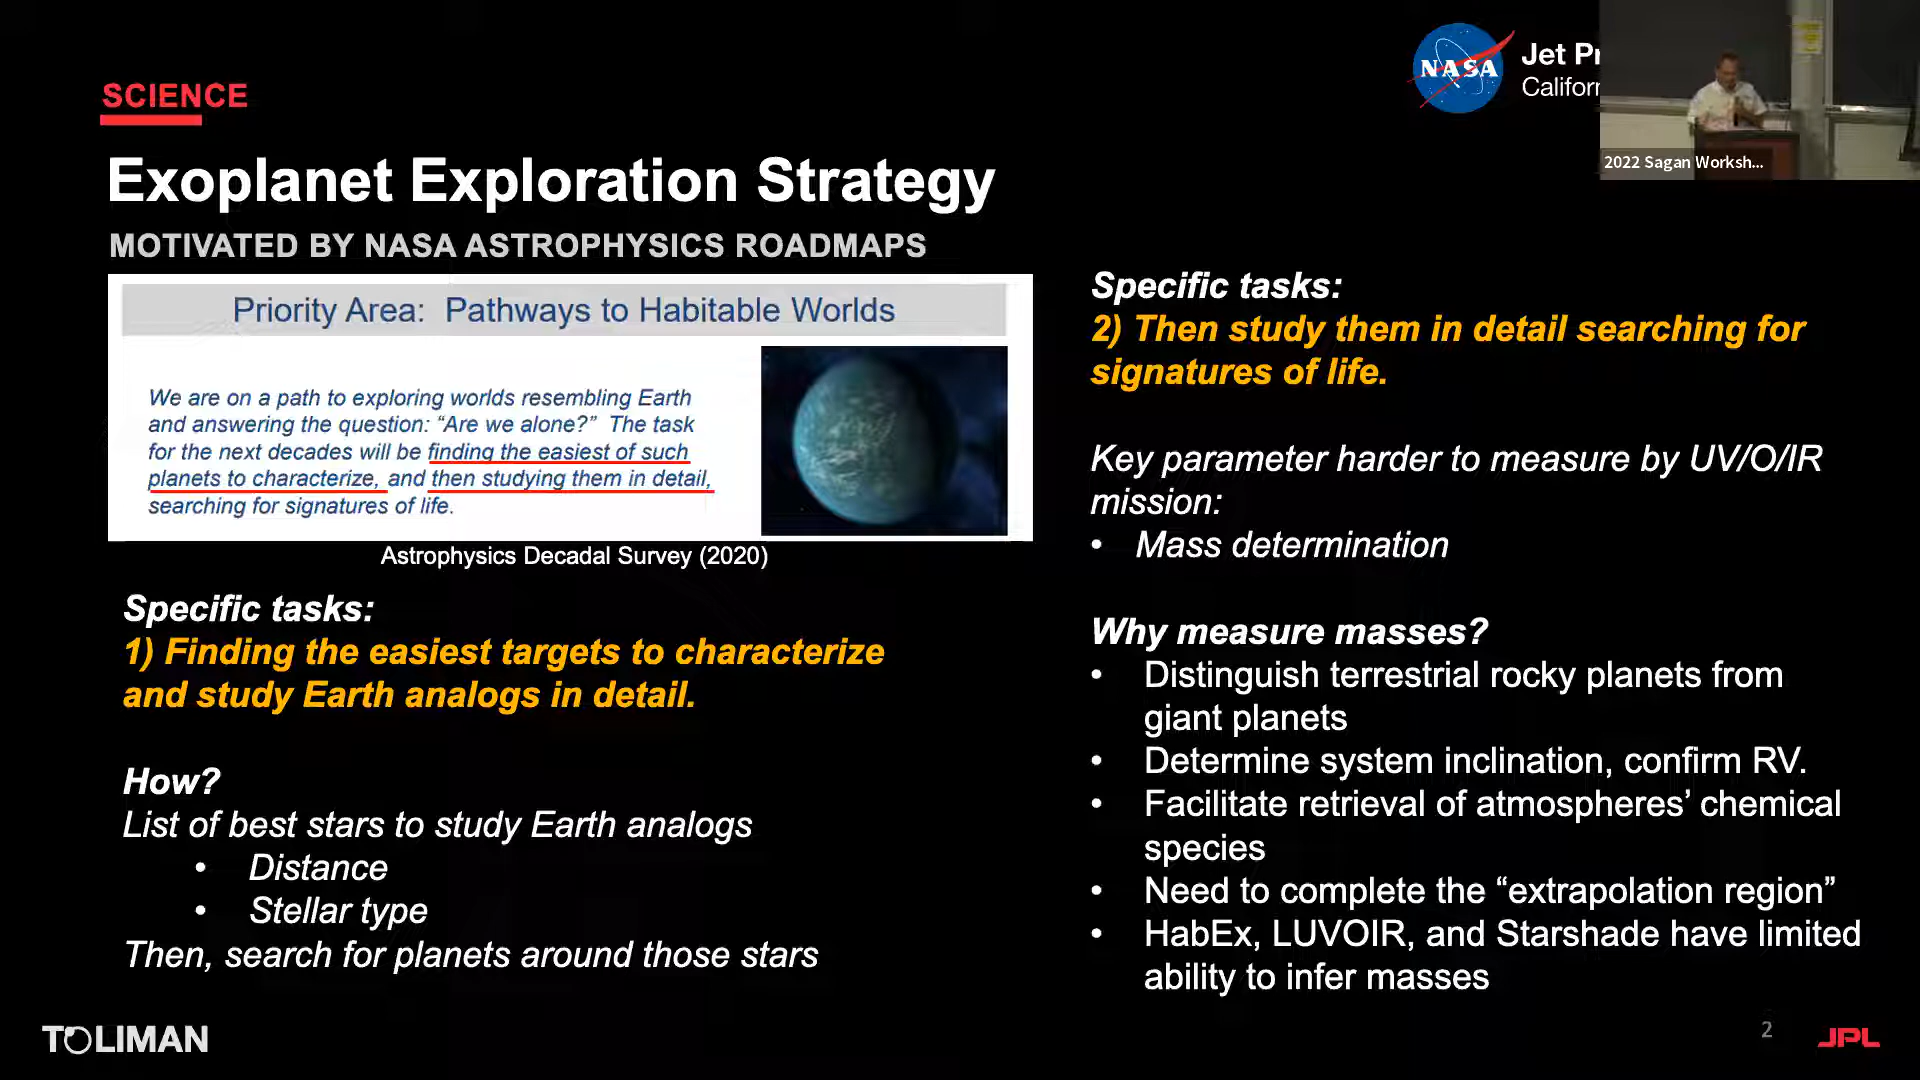 SCIENCE
Exoplanet Exploration Strategy
MOTIVATED BY NASA ASTROPHYSICS ROADMAPS
Priority Area: Pathways to Habitable Worlds
We are on a path to exploring worlds resembling Earth
and answering the question: “Are we alone?” The task
for the next decades will be finding the easiest of such
planets to characterize, and then studying them in detail,
searching for signatures of life.
Astrophysics Decadal Survey (2020)
Specific tasks:
1) Finding the easiest targets to characterize
and study Earth analogs in detail.
How?
List of best stars to study Earth analogs
• Distance
• Stellar type
Then, search for planets around those stars
NASA
Jet Pr
Califor
2022 Sagan Worksh...
Specific tasks:
2) Then study them in detail searching for
signatures of life.
Key parameter harder to measure by UV/O/IR
mission:
• Mass determination
Why measure masses?
• Distinguish terrestrial rocky planets from
giant planets
• Determine system inclination, confirm RV.
• Facilitate retrieval of atmospheres’ chemical
species
• Need to complete the “extrapolation region”
• HabEx, LUVOIR, and Starshade have limited
ability to infer masses
TOLIMAN
2
JPL